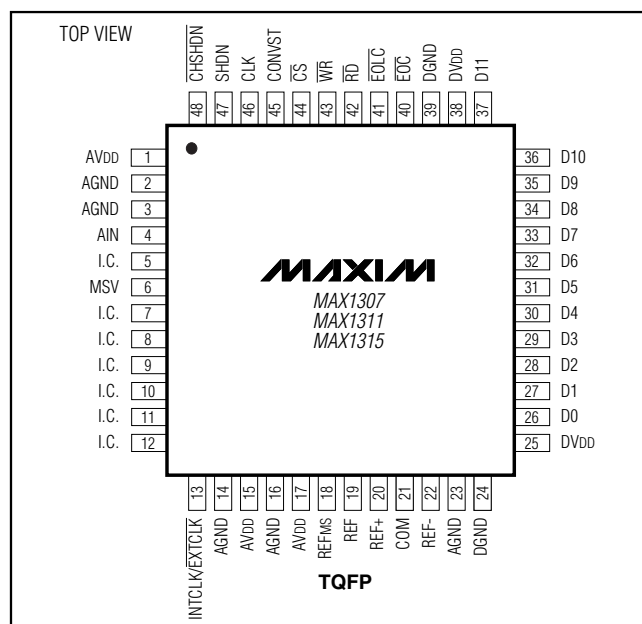 TOP VIEW
CHSHDN
SHDN
CLK
CONVST
CS
WR
RD
EOLC
EOC
DGND
DVDD
D11
48 47 46 45 44 43 42 41 40 39 38 37
AVDD 1
AGND 2
AGND 3
AIN 4
I.C. 5
MSV 6
I.C. 7
I.C. 8
I.C. 9
I.C. 10
I.C. 11
I.C. 12
MAXIM
MAX1307
MAX1311
MAX1315
36 D10
35 D9
34 D8
33 D7
32 D6
31 D5
30 D4
29 D3
28 D2
27 D1
26 D0
25 DVDD
13 14 15 16 17 18 19 20 21 22 23 24
INTCLK/EXTCLK
AGND
AVDD
AGND
AVDD
REFMS
REF
REF+
COM
REF-
AGND
DGND
TQFP